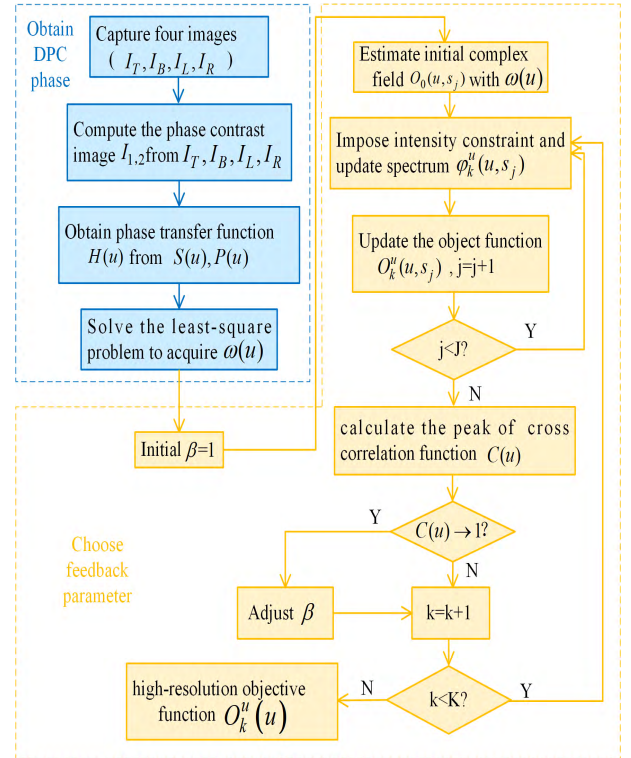 Obtain
DPC
phase
Capture four images
( I_T, I_B, I_L, I_R )
Compute the phase contrast
image I_{1,2} from I_T, I_B, I_L, I_R
Obtain phase transfer function
H(u) from S(u), P(u)
Solve the least-square
problem to acquire ω(u)
Initial β=1
Estimate initial complex
field O_0(u,s_j) with ω(u)
Impose intensity constraint and
update spectrum φ_k^u(u,s_j)
Update the object function
O_k^u(u,s_j) , j=j+1
j<J?
Y
N
calculate the peak of cross
correlation function C(u)
C(u)→1?
Y
N
Choose
feedback
parameter
Adjust β
k=k+1
k<K?
Y
N
high-resolution objective
function O_k^u(u)